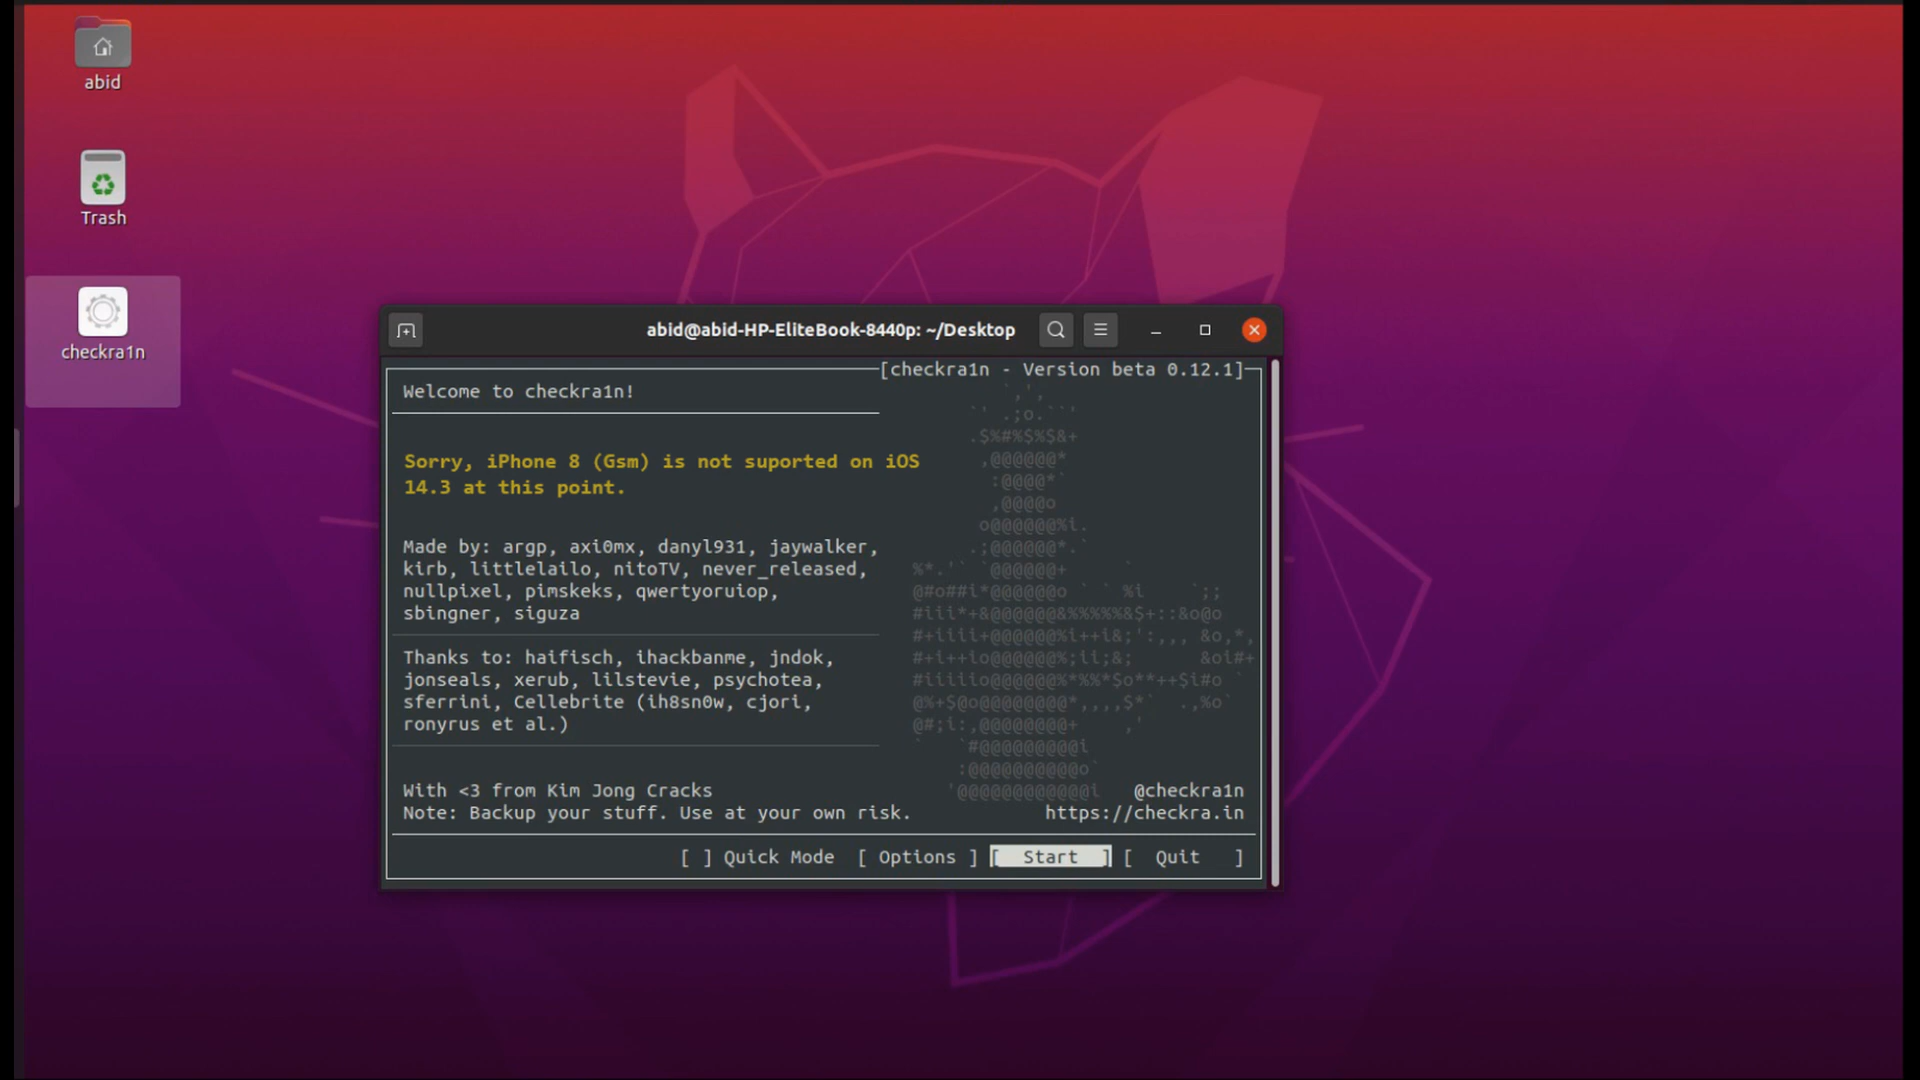 abid
Trash
checkra1n
abid@abid-HP-EliteBook-8440p: ~/Desktop
[checkra1n - Version beta 0.12.1]
Welcome to checkra1n!
Sorry, iPhone 8 (Gsm) is not suported on iOS
14.3 at this point.
Made by: argp, axi0mx, danyl931, jaywalker,
kirb, littlelailo, nitoTV, never_released,
nullpixel, pimskeks, qwertyoruiop,
sbingner, siguza
Thanks to: haifisch, ihackbanme, jndok,
jonseals, xerub, lilstevie, psychotea,
sferrini, Cellebrite (ih8sn0w, cjori,
ronyrus et al.)
With <3 from Kim Jong Cracks
@checkra1n
Note: Backup your stuff. Use at your own risk.
https://checkra.in
[ ] Quick Mode [ Options ] [ Start ] [ Quit ]